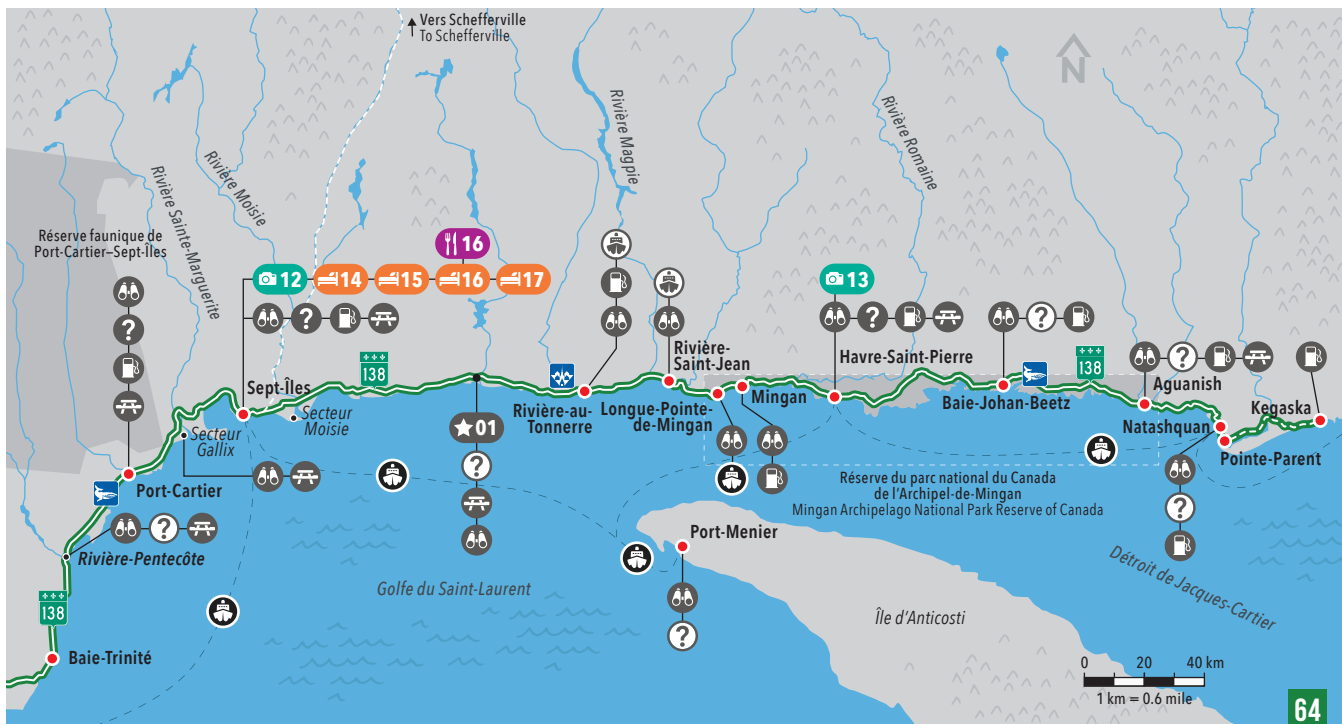 Vers Schefferville
To Schefferville
N
Rivière Sainte-Marguerite
Rivière Moisie
Rivière Magpie
Rivière Romaine
Réserve faunique de
Port-Cartier–Sept-Îles
16
12
14
15
16
17
13
?
?
?
?
138
138
Sept-Îles
Secteur
Moisie
Secteur
Gallix
01
?
Rivière-au-
Tonnerre
Longue-Pointe-
de-Mingan
Rivière-
Saint-Jean
Mingan
Havre-Saint-Pierre
Baie-Johan-Beetz
?
Aguanish
Natashquan
Kegaska
Pointe-Parent
Port-Cartier
?
Rivière-Pentecôte
138
Baie-Trinité
Réserve du parc national du Canada
de l'Archipel-de-Mingan
Mingan Archipelago National Park Reserve of Canada
Port-Menier
?
?
Golfe du Saint-Laurent
Île d'Anticosti
Détroit de Jacques-Cartier
0 20 40 km
1 km = 0.6 mile
64